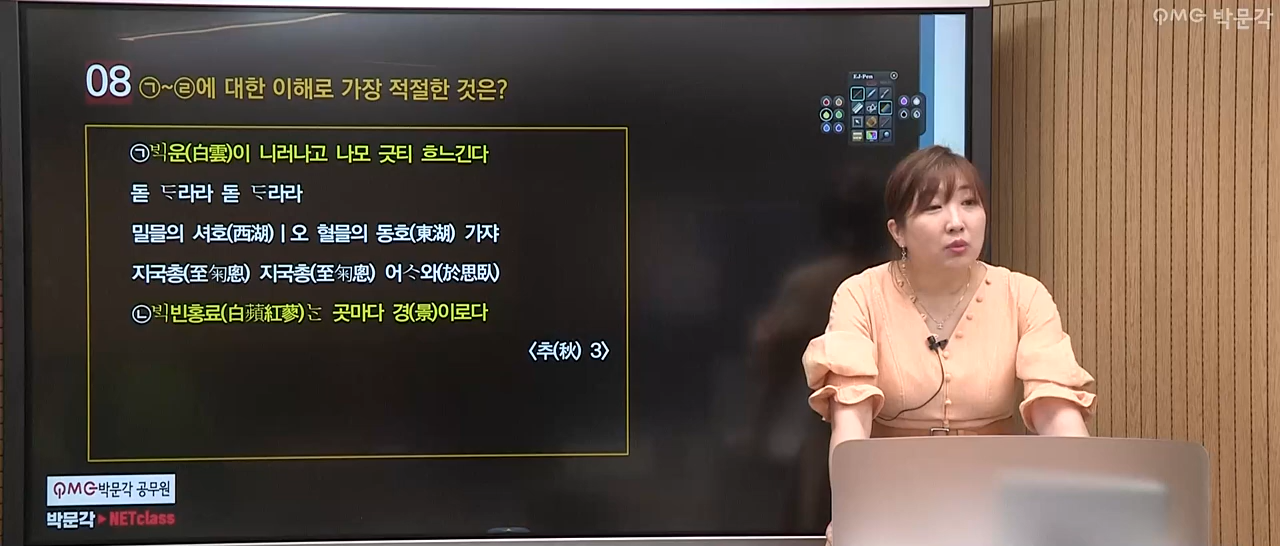 QMG 박문각
08 ㉠~㉣에 대한 이해로 가장 적절한 것은?
EJ-Pen
㉠ᄇᆡᆨ운(白雲)이 니러나고 나모 긋티 흐느긴다
돋 ᄃᆞ라라 돋 ᄃᆞ라라
밀믈의 셔호(西湖)ㅣ오 혈믈의 동호(東湖) 가쟈
지국총(至匊悤) 지국총(至匊悤) 어ᄉᆞ와(於思臥)
㉡ᄇᆡᆨ빈홍료(白蘋紅蓼)ᄂᆞᆫ 곳마다 경(景)이로다
〈추(秋) 3〉
QMG박문각 공무원
박문각▶NETclass